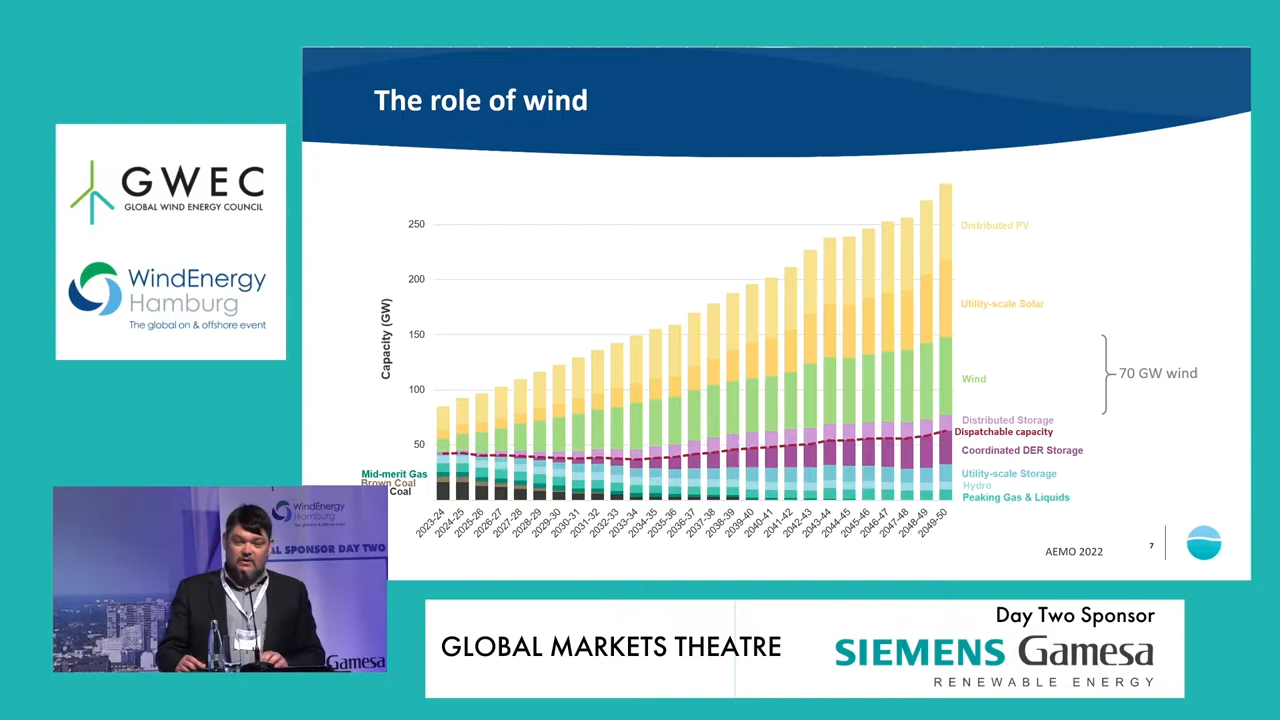 The role of wind
GWEC
GLOBAL WIND ENERGY COUNCIL
WindEnergy
Hamburg
The global on & offshore event
Capacity (GW)
250
200
150
100
50
Distributed PV
Utility-scale Solar
Wind
70 GW wind
Distributed Storage
Dispatchable capacity
Coordinated DER Storage
Utility-scale Storage
Hydro
Peaking Gas & Liquids
Mid-merit Gas
Brown Coal
Coal
2023-24
2024-25
2025-26
2026-27
2027-28
2028-29
2029-30
2030-31
2031-32
2032-33
2033-34
2034-35
2035-36
2036-37
2037-38
2038-39
2039-40
2040-41
2041-42
2042-43
2043-44
2044-45
2045-46
2046-47
2047-48
2048-49
2049-50
AEMO 2022
7
WindEnergy
Hamburg
AL SPONSOR DAY TWO
Gamesa
GLOBAL MARKETS THEATRE
Day Two Sponsor
SIEMENS Gamesa
RENEWABLE ENERGY